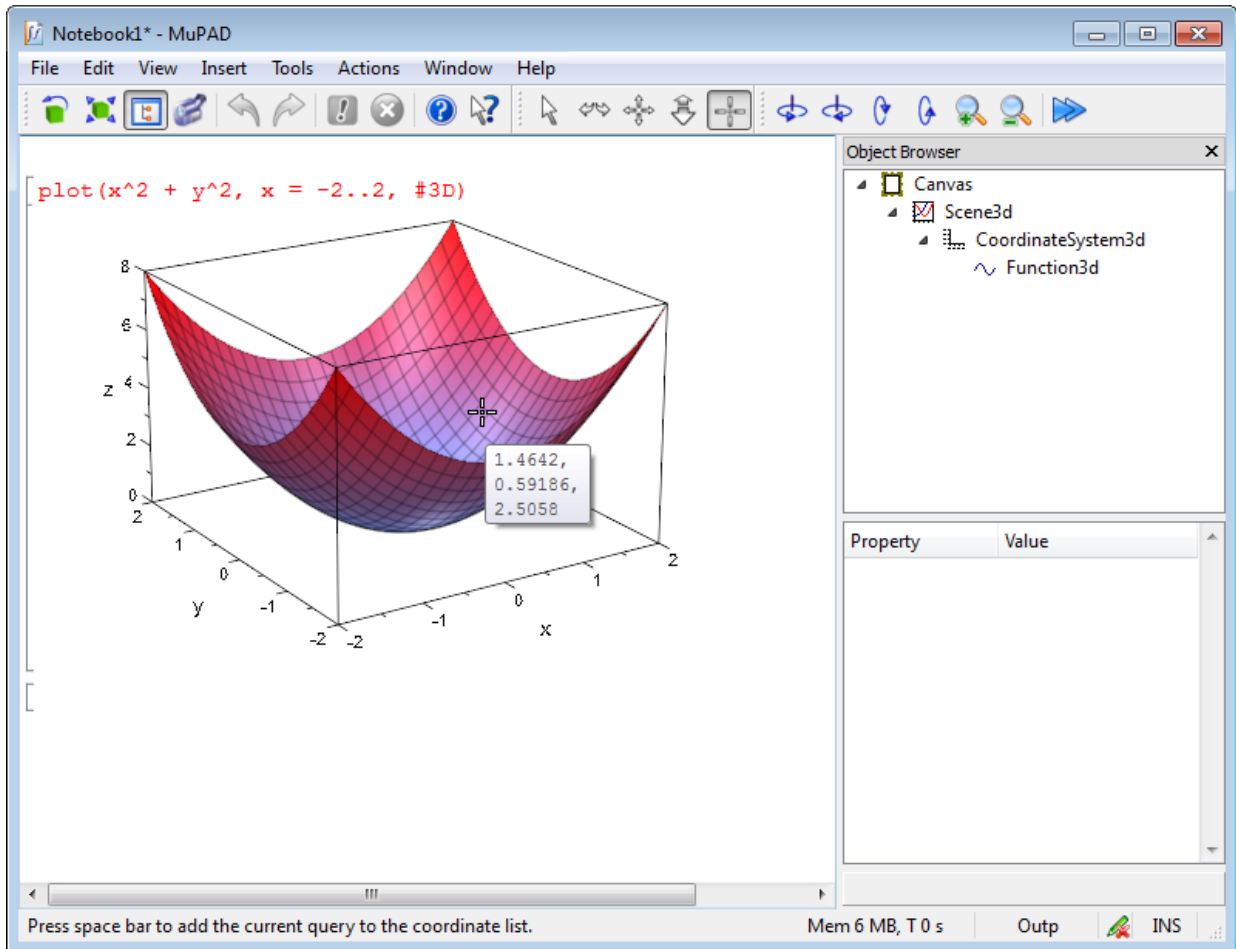 Notebook1* - MuPAD
File Edit View Insert Tools Actions Window Help
Object Browser
Canvas
Scene3d
CoordinateSystem3d
Function3d
plot(x^2 + y^2, x = -2..2, #3D)
8
6
z 4
2
0
2
1
0
y
-1
-2
-2
-1
0
x
1
2
1.4642,
0.59186,
2.5058
Property Value
Press space bar to add the current query to the coordinate list. Mem 6 MB, T 0 s Outp INS